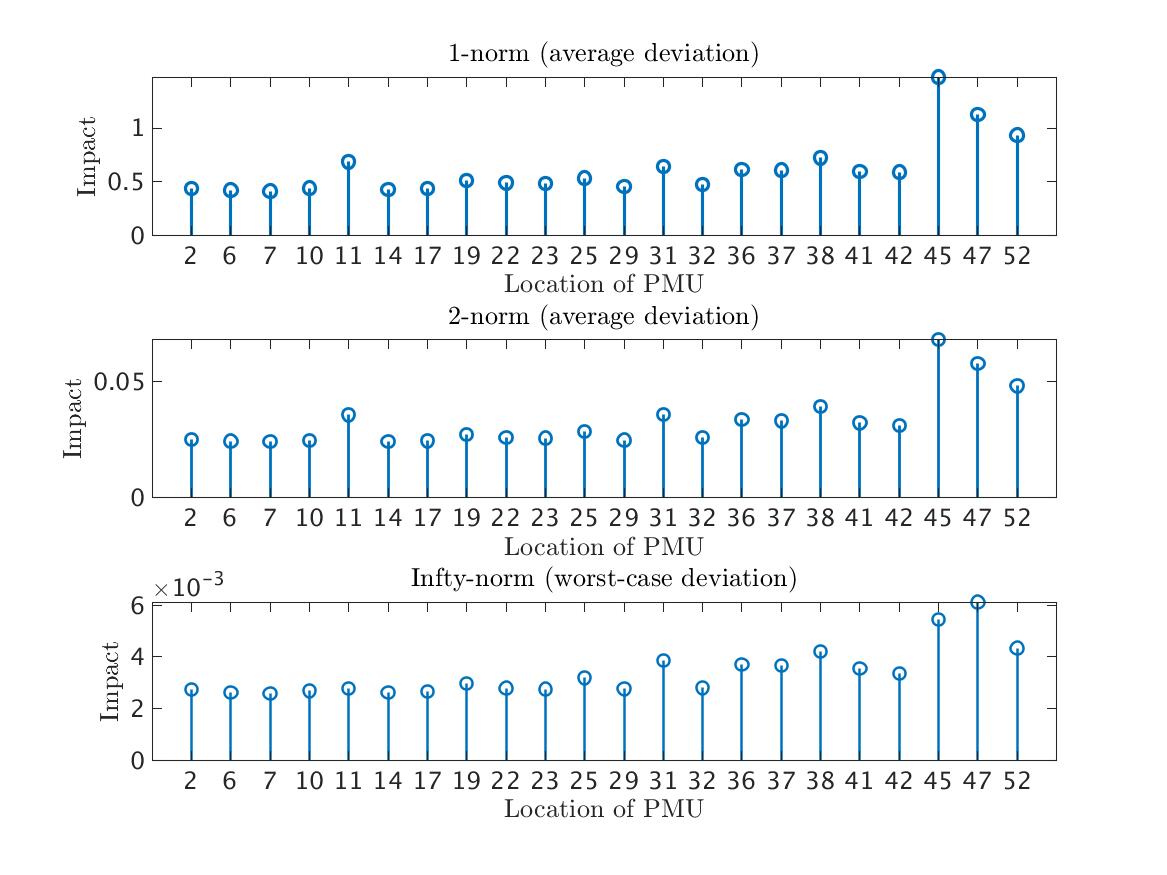 1-norm (average deviation)
Impact
1
0.5
0
2 6 7 10 11 14 17 19 22 23 25 29 31 32 36 37 38 41 42 45 47 52
Location of PMU
2-norm (average deviation)
Impact
0.05
0
2 6 7 10 11 14 17 19 22 23 25 29 31 32 36 37 38 41 42 45 47 52
Location of PMU
Infty-norm (worst-case deviation)
×10⁻³
Impact
6
4
2
0
2 6 7 10 11 14 17 19 22 23 25 29 31 32 36 37 38 41 42 45 47 52
Location of PMU